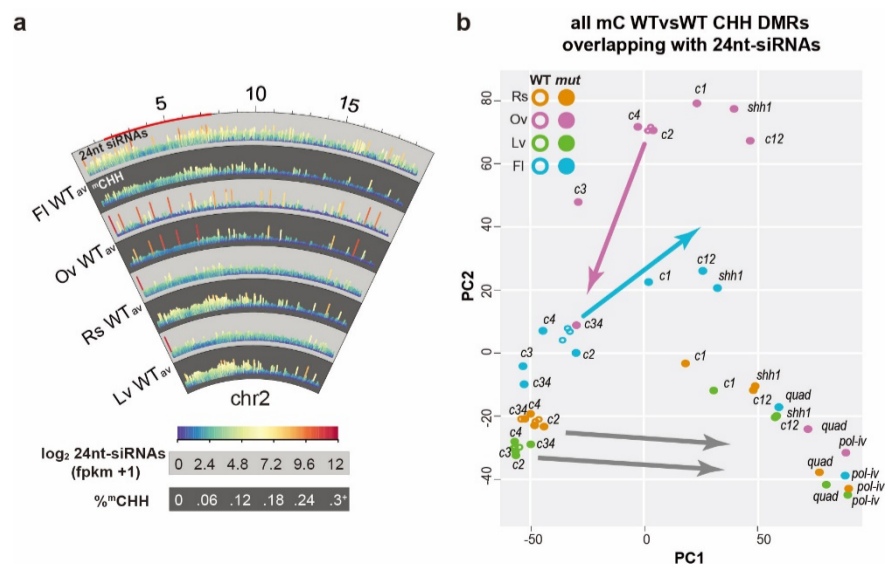 a
5
10
15
24nt siRNAs
mCHH
Fl WT av
Ov WT av
Rs WT av
Lv WT av
chr2
log2 24nt-siRNAs
(fpkm +1)
0 2.4 4.8 7.2 9.6 12
%mCHH
0 .06 .12 .18 .24 .3+
b
all mC WTvsWT CHH DMRs
overlapping with 24nt-siRNAs
WT mut
Rs
Ov
Lv
Fl
PC2
80
60
40
20
0
-20
-40
c1
shh1
c4
c2
c12
c3
c12
c1
shh1
c4
c34
c2
c3
c34
c1
c1
shh1
c12
quad
shh1
c12
quad
pol-iv
c34
c4
c2
c4
c34
c3
c2
quad
pol-iv
pol-iv
quad
pol-iv
-50
0
50
PC1